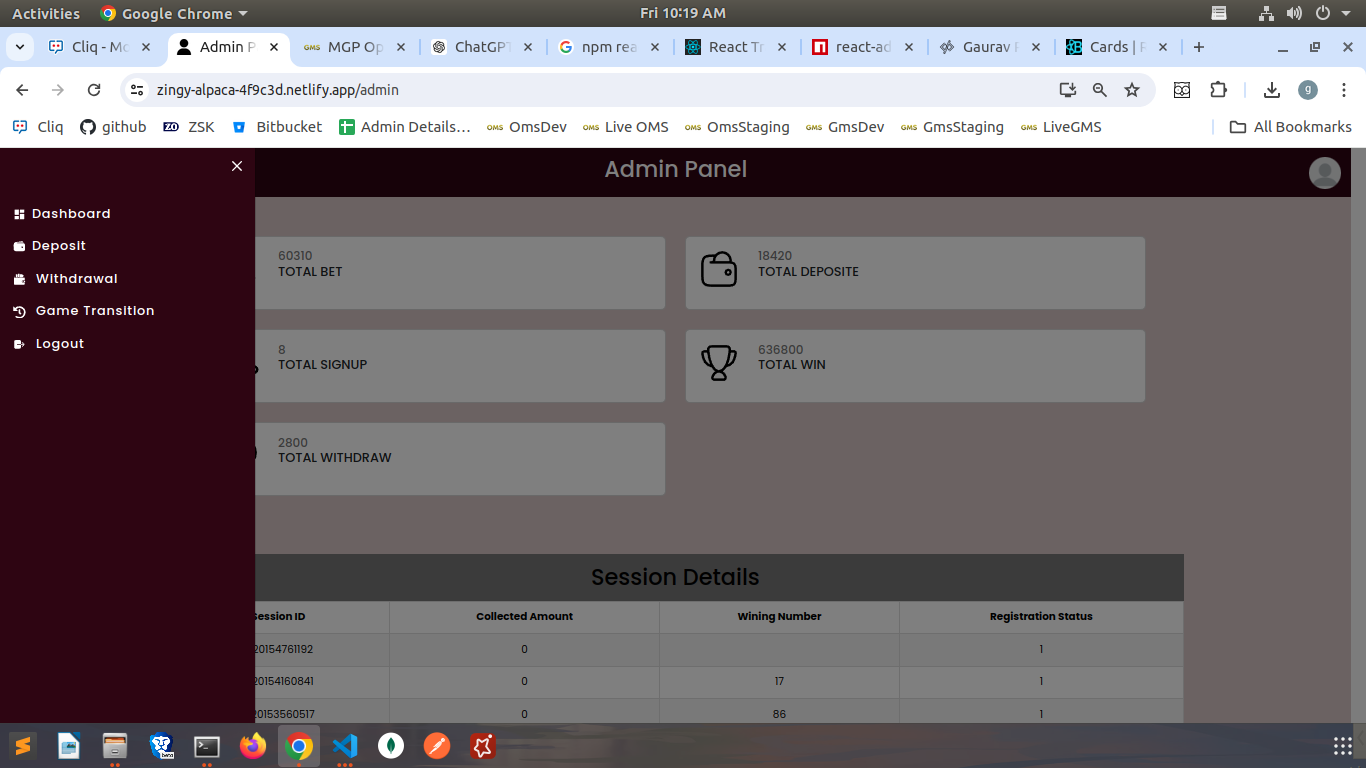 Activities Google Chrome Fri 10:19 AM
Cliq - Mo Admin P MGP Op ChatGPT npm rea React Tr react-ad Gaurav Cards | R
zingy-alpaca-4f9c3d.netlify.app/admin g
Cliq github ZSK Bitbucket Admin Details… OmsDev Live OMS OmsStaging GmsDev GmsStaging LiveGMS All Bookmarks
Admin Panel
Dashboard
Deposit
Withdrawal
Game Transition
Logout
60310
TOTAL BET
18420
TOTAL DEPOSITE
8
TOTAL SIGNUP
636800
TOTAL WIN
2800
TOTAL WITHDRAW
Session Details
Session ID Collected Amount Wining Number Registration Status
20154761192 0 1
20154160841 0 17 1
20153560517 0 86 1